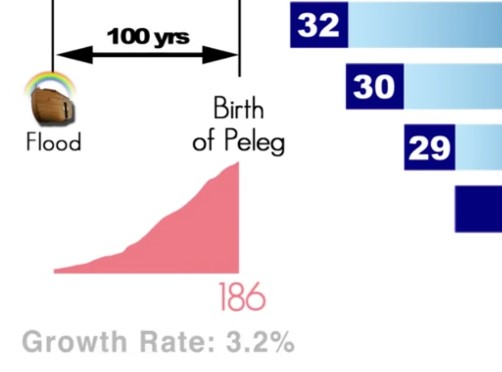 100 yrs
32
30
29
Birth
of Peleg
Flood
186
Growth Rate: 3.2%